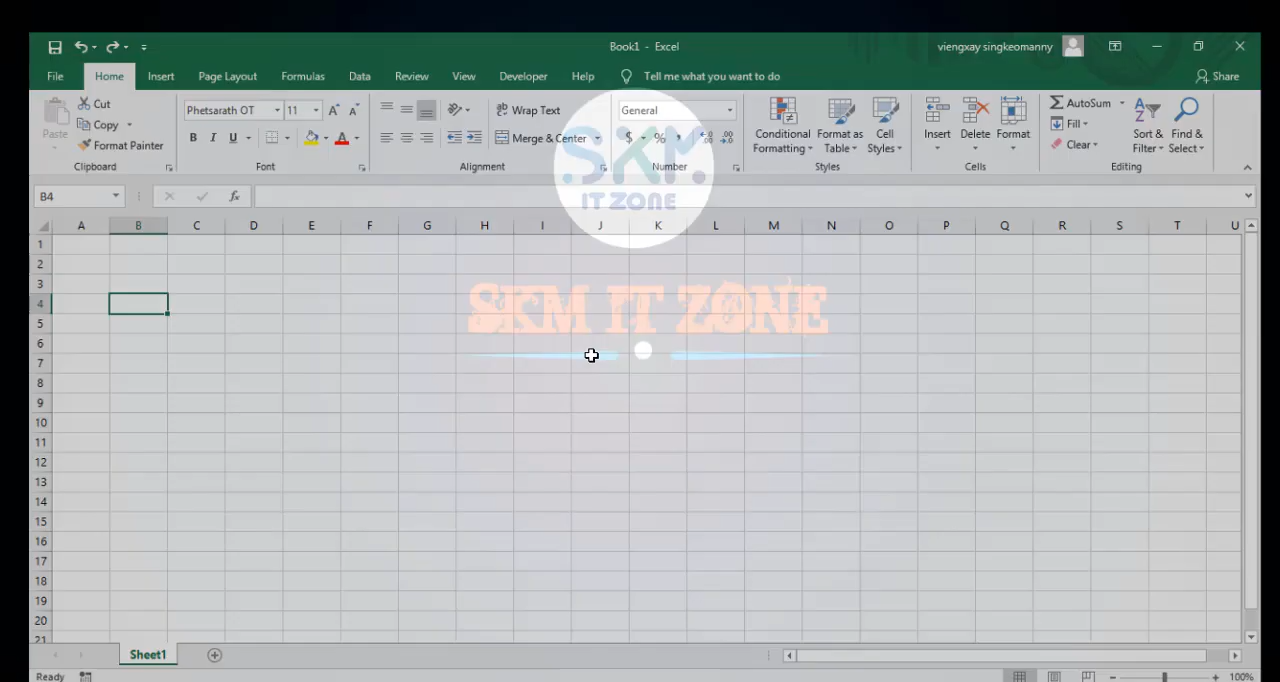 Book1 - Excel
viengxay singkeomanny
File Home Insert Page Layout Formulas Data Review View Developer Help Tell me what you want to do Share
Paste
Cut
Copy
Format Painter
Clipboard
Phetsarath OT 11
B I U
Font
Wrap Text
Merge & Center
Alignment
General
$ % ,
Number
Conditional Formatting
Format as Table
Cell Styles
Styles
Insert
Delete
Format
Cells
AutoSum
Fill
Clear
Sort & Filter
Find & Select
Editing
B4
fx
SKM
IT ZONE
A B C D E F G H I J K L M N O P Q R S T U
1
2
3
SKM IT ZONE
4
5
6
7
8
9
10
11
12
13
14
15
16
17
18
19
20
21
Sheet1
Ready
100%